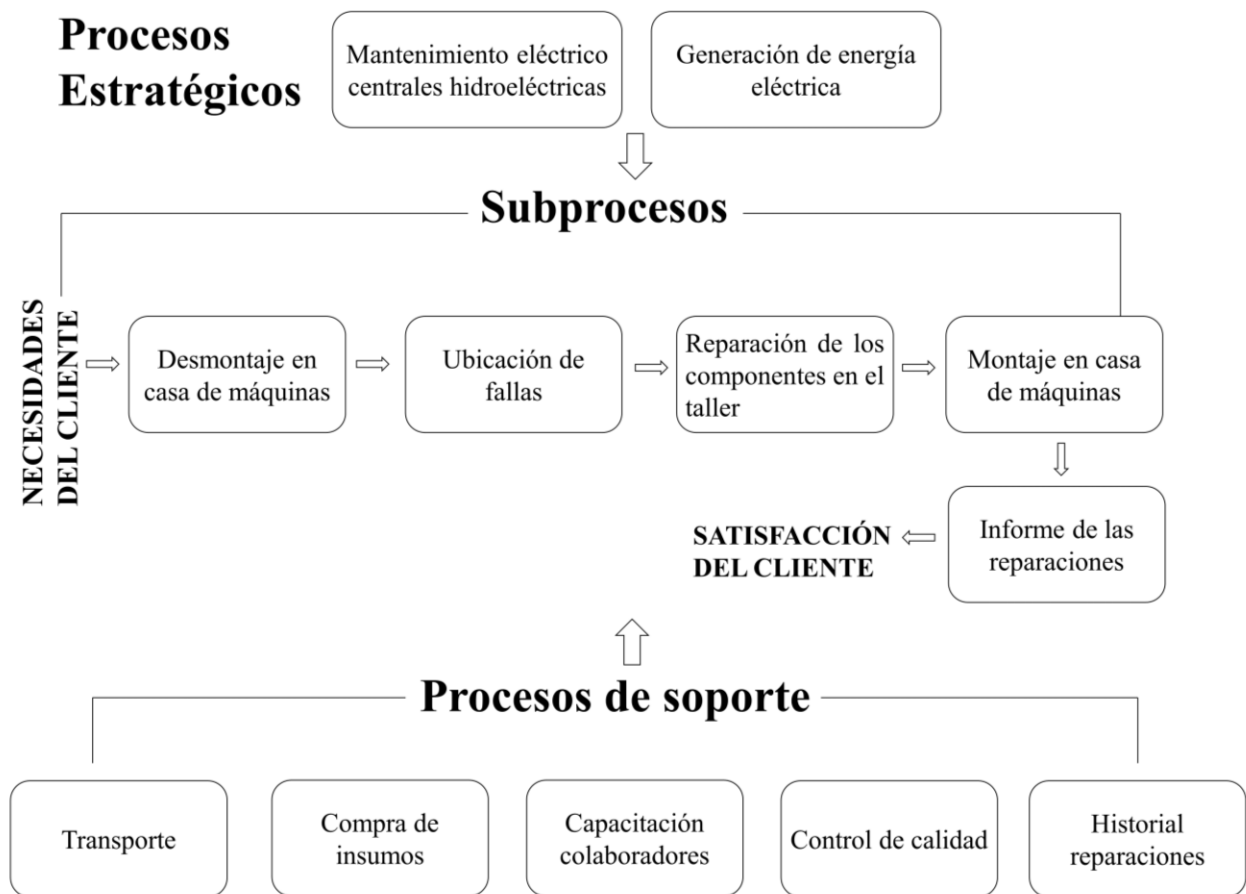 Procesos
Estratégicos
Mantenimiento eléctrico
centrales hidroeléctricas
Generación de energía
eléctrica
Subprocesos
NECESIDADES
DEL CLIENTE
Desmontaje en
casa de máquinas
Ubicación de
fallas
Reparación de los
componentes en el
taller
Montaje en casa
de máquinas
Informe de las
reparaciones
SATISFACCIÓN
DEL CLIENTE
Procesos de soporte
Transporte
Compra de
insumos
Capacitación
colaboradores
Control de calidad
Historial
reparaciones